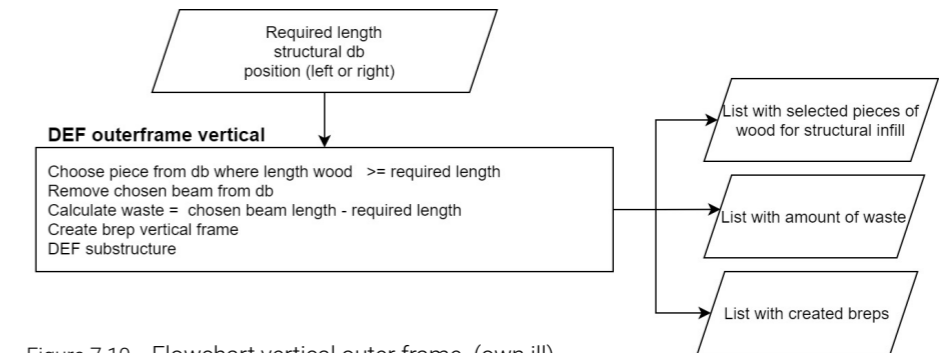 Required length
structural db
position (left or right)
DEF outerframe vertical
Choose piece from db where length wood >= required length
Remove chosen beam from db
Calculate waste = chosen beam length - required length
Create brep vertical frame
DEF substructure
List with selected pieces of
wood for structural infill
List with amount of waste
List with created breps
Figure 7.10 Flowchart vertical outer frame (own ill)